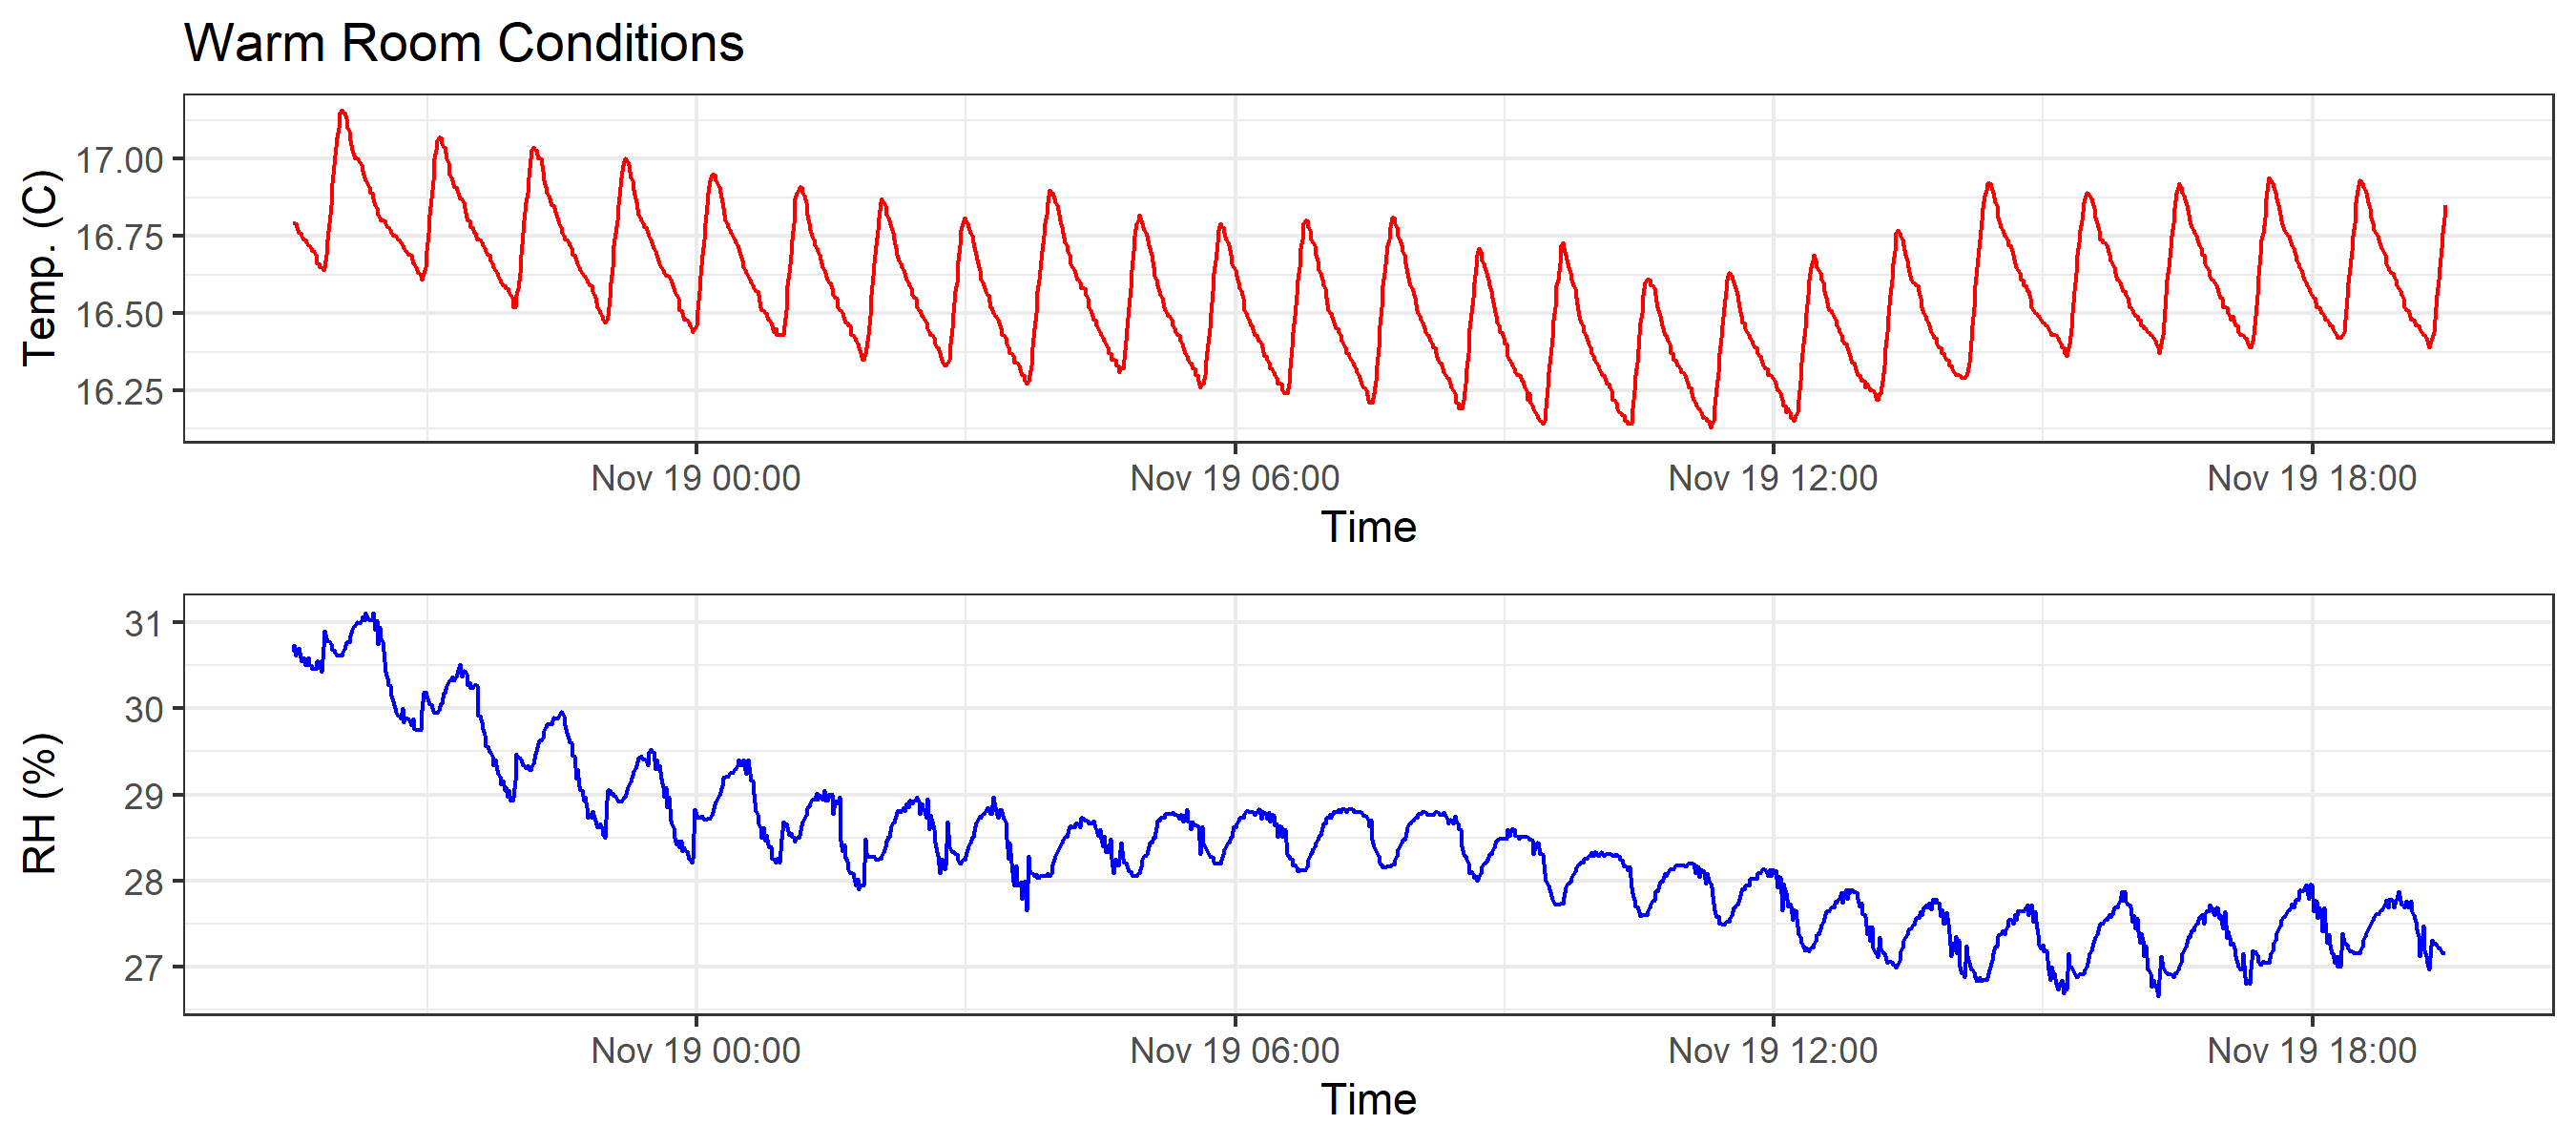 Warm Room Conditions
Temp. (C)
17.00
16.75
16.50
16.25
Nov 19 00:00 Nov 19 06:00 Nov 19 12:00 Nov 19 18:00
Time
RH (%)
31
30
29
28
27
Nov 19 00:00 Nov 19 06:00 Nov 19 12:00 Nov 19 18:00
Time